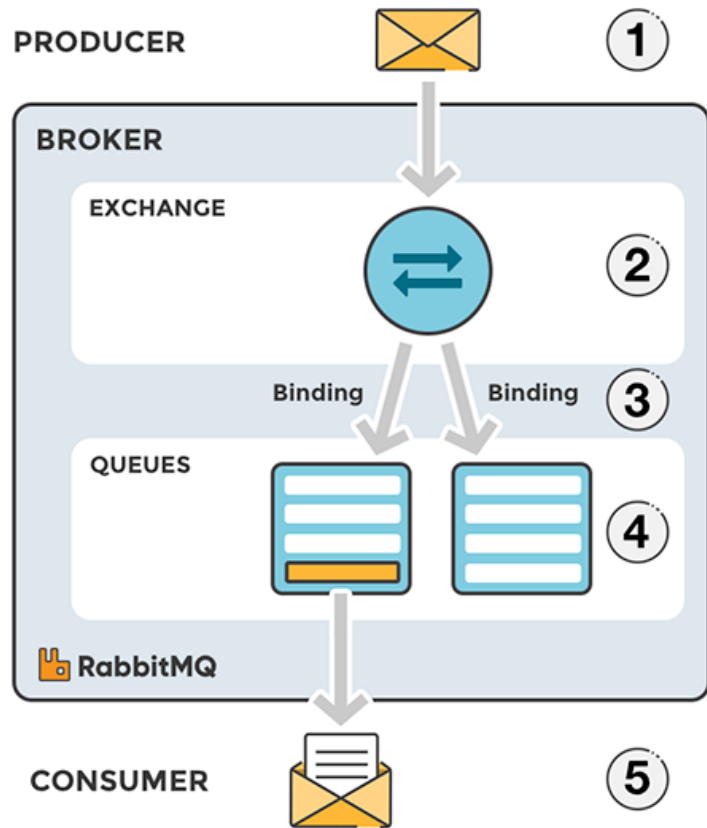 PRODUCER
1
BROKER
EXCHANGE
2
Binding Binding
3
QUEUES
4
RabbitMQ
CONSUMER
5